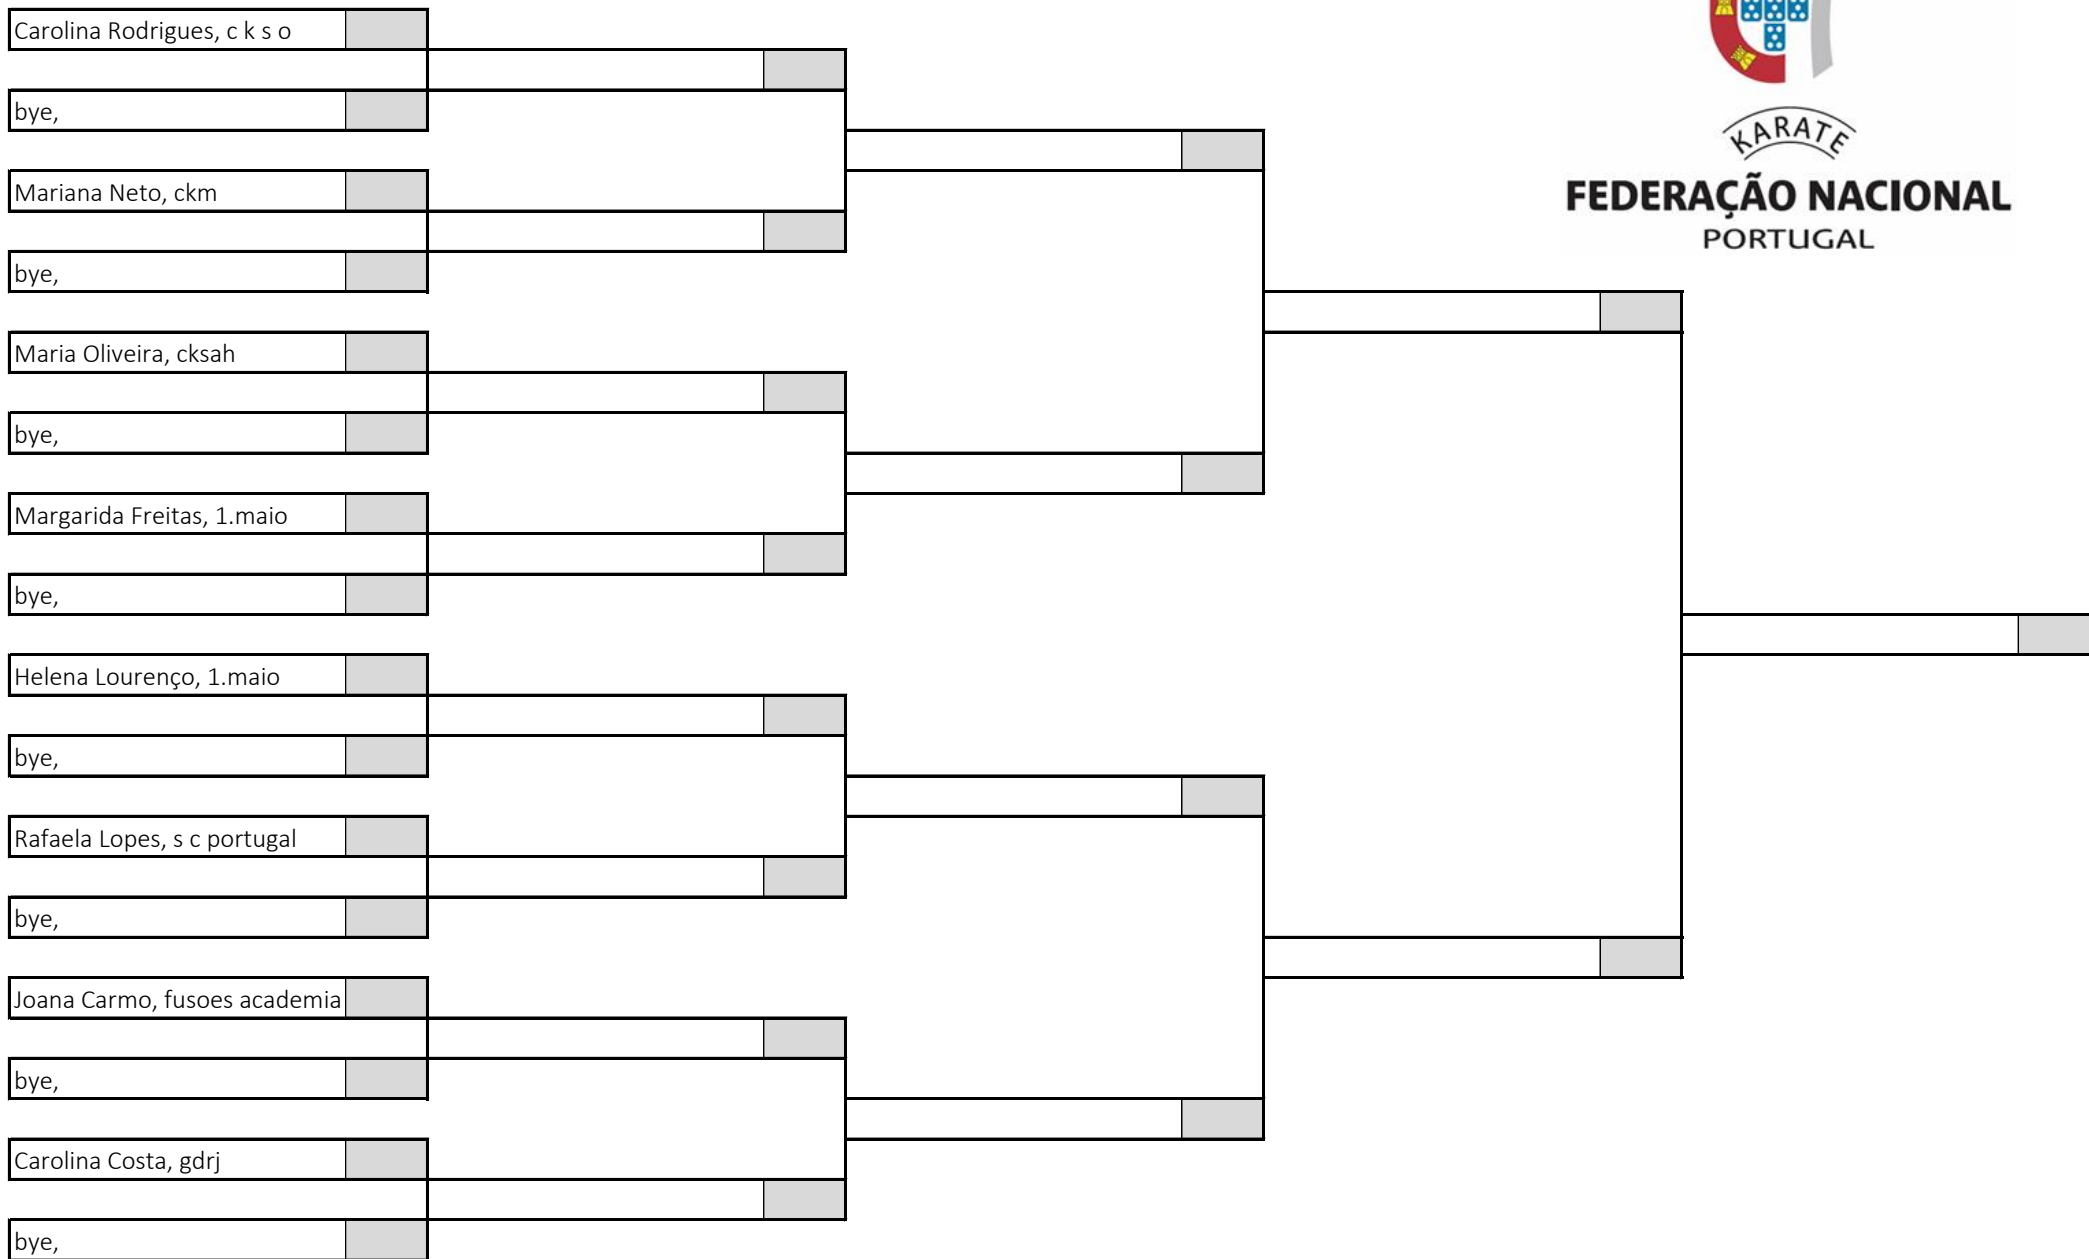 Carolina Rodrigues, c k s o
bye,
Mariana Neto, ckm
bye,
Maria Oliveira, cksah
bye,
Margarida Freitas, 1.maio
bye,
Helena Lourenço, 1.maio
bye,
Rafaela Lopes, s c portugal
bye,
Joana Carmo, fusoes academia
bye,
Carolina Costa, gdrj
bye,
KARATE
FEDERAÇÃO NACIONAL
PORTUGAL